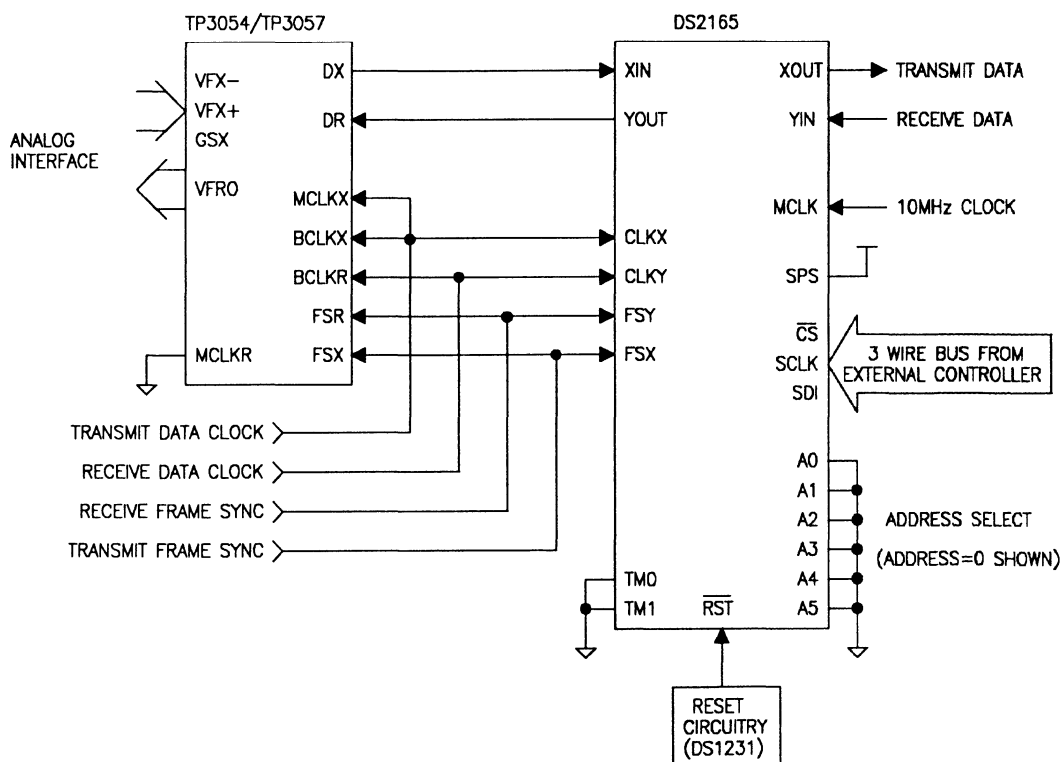 TP3054/TP3057
DS2165
VFX-
VFX+
GSX
VFRO
ANALOG
INTERFACE
MCLKR
DX
DR
MCLKX
BCLKX
BCLKR
FSR
FSX
XIN
YOUT
CLKX
CLKY
FSY
FSX
TM0
TM1
RST
XOUT
YIN
MCLK
SPS
CS
SCLK
SDI
A0
A1
A2
A3
A4
A5
TRANSMIT DATA
RECEIVE DATA
10MHz CLOCK
3 WIRE BUS FROM
EXTERNAL CONTROLLER
ADDRESS SELECT
(ADDRESS=0 SHOWN)
TRANSMIT DATA CLOCK
RECEIVE DATA CLOCK
RECEIVE FRAME SYNC
TRANSMIT FRAME SYNC
RESET
CIRCUITRY
(DS1231)